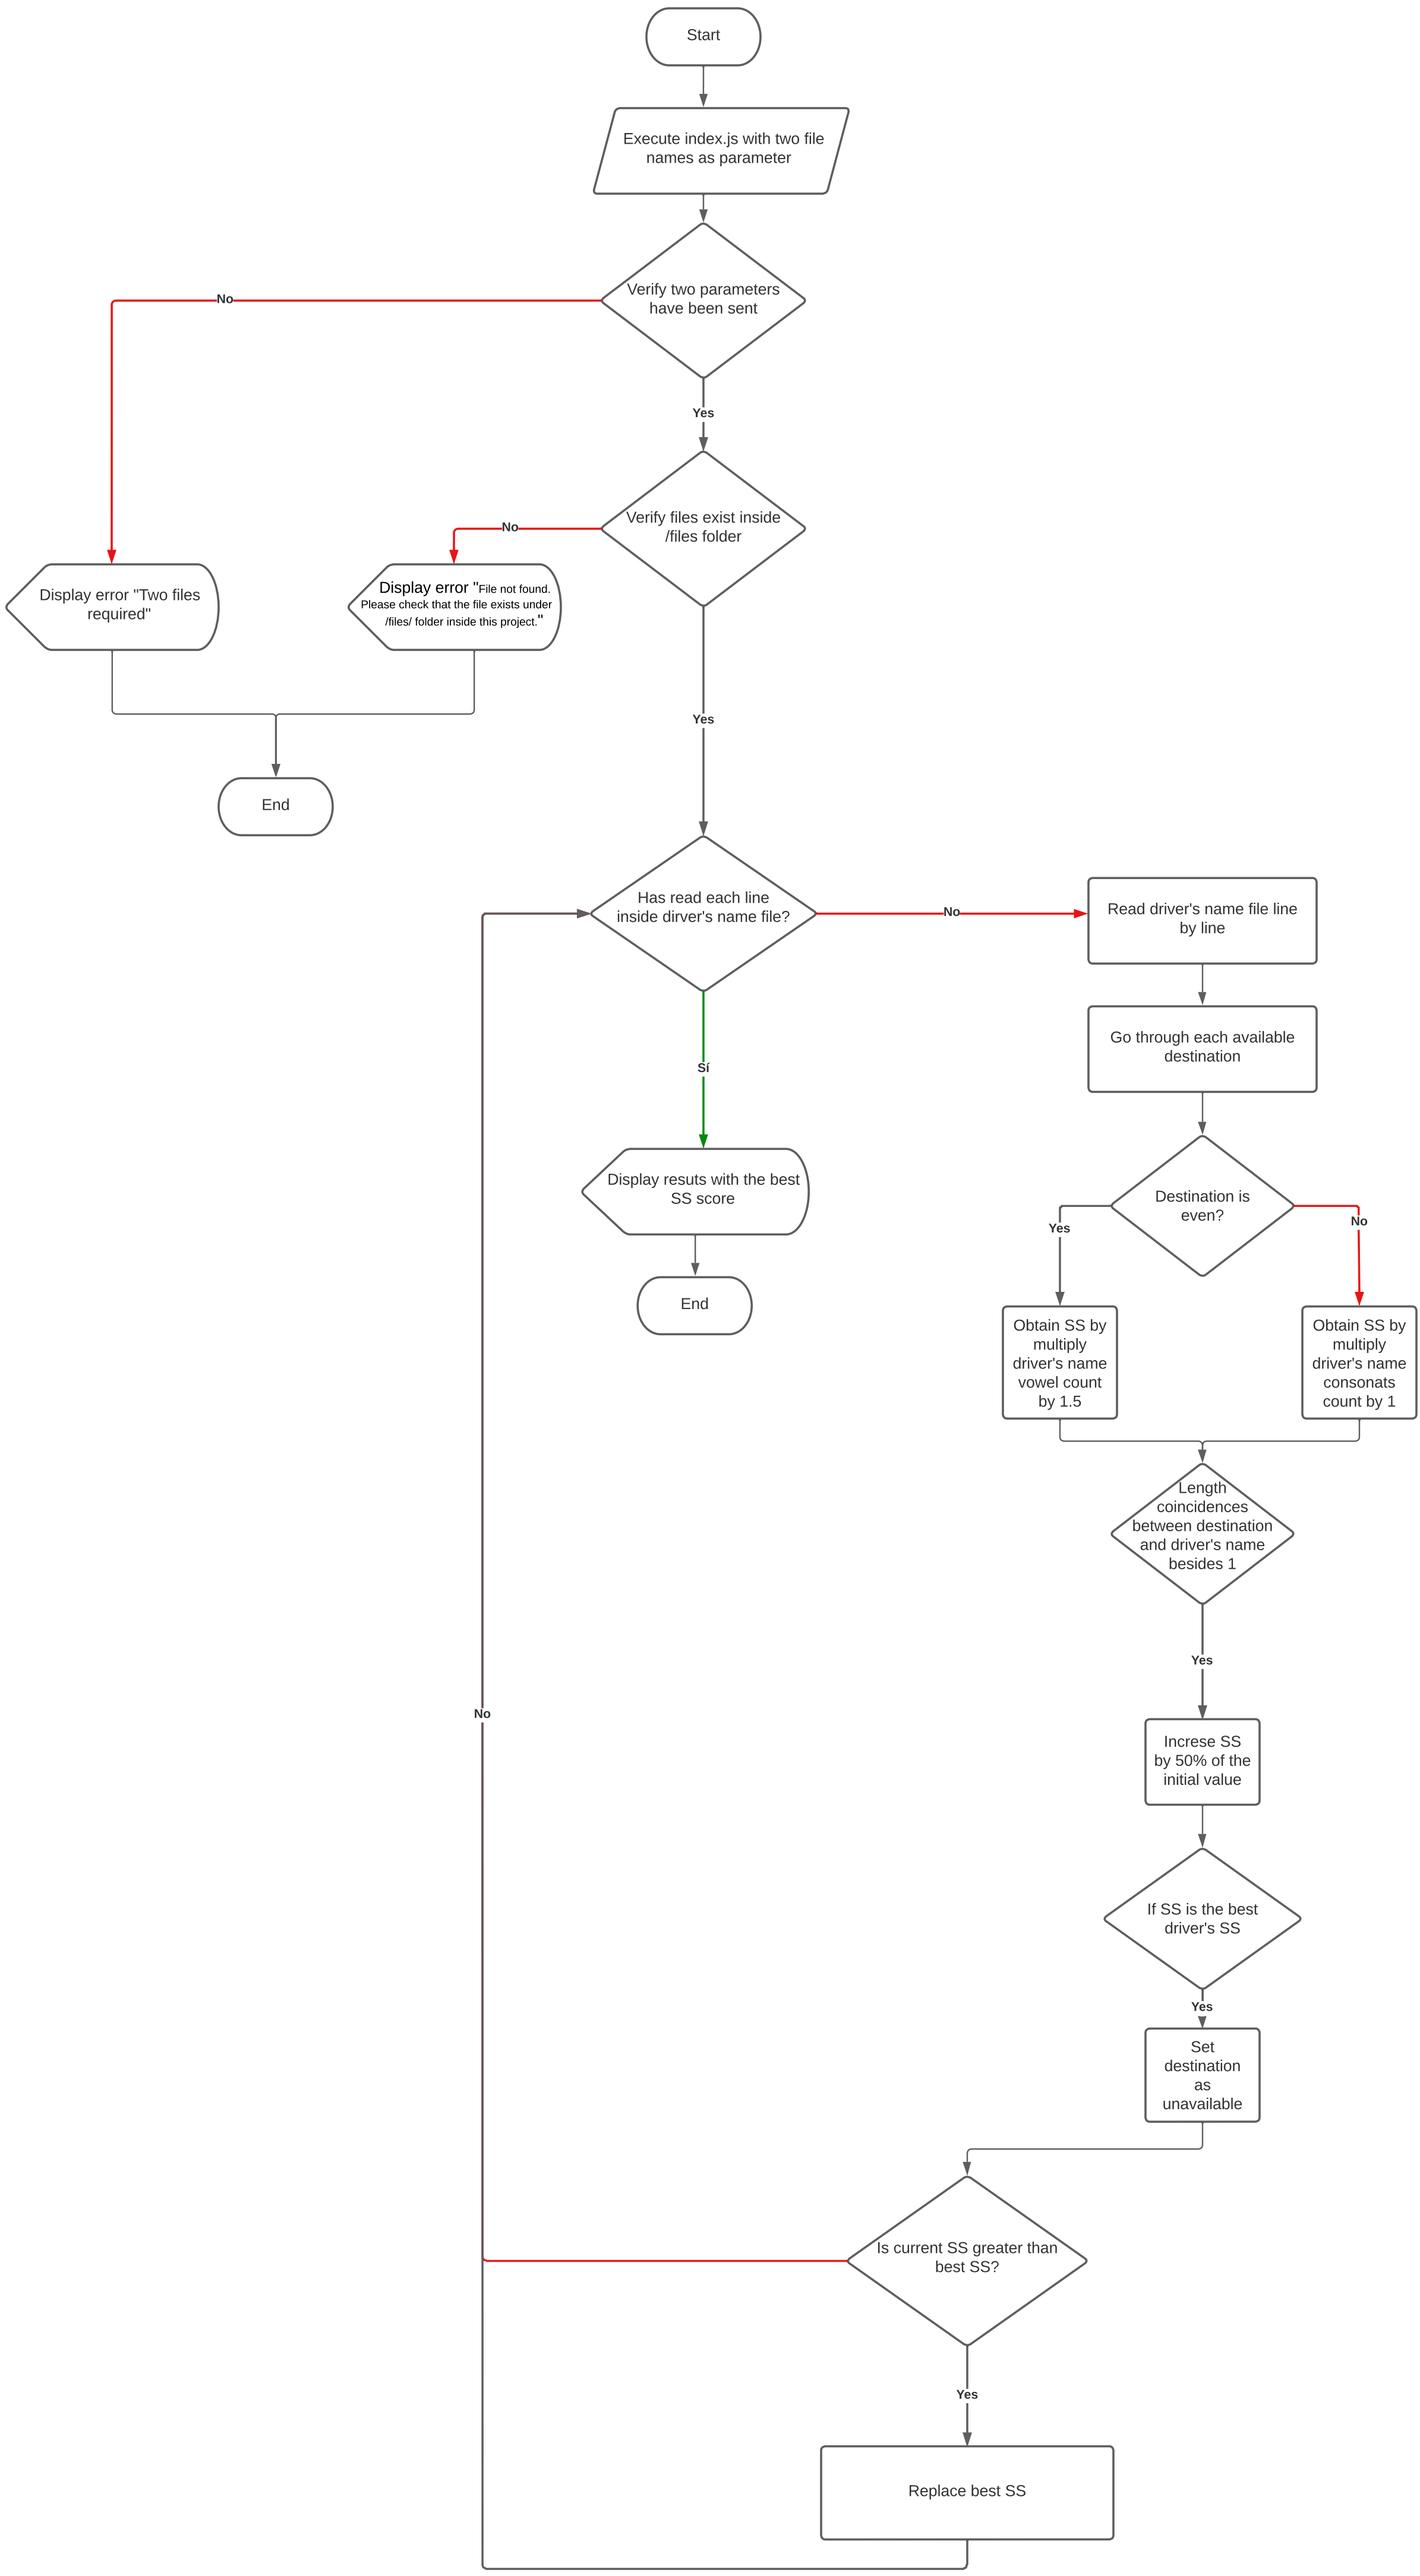 Start
Execute index.js with two file
names as parameter
Verify two parameters
have been sent
No
Yes
Verify files exist inside
/files folder
No
Display error "Two files
required"
Display error "File not found.
Please check that the file exists under
/files/ folder inside this project."
Yes
End
Has read each line
inside dirver's name file?
No
Read driver's name file line
by line
Go through each available
destination
Sí
Display resuts with the best
SS score
End
Destination is
even?
Yes
No
Obtain SS by
multiply
driver's name
vowel count
by 1.5
Obtain SS by
multiply
driver's name
consonats
count by 1
Length
coincidences
between destination
and driver's name
besides 1
Yes
No
Increse SS
by 50% of the
initial value
If SS is the best
driver's SS
Yes
Set
destination
as
unavailable
Is current SS greater than
best SS?
Yes
Replace best SS